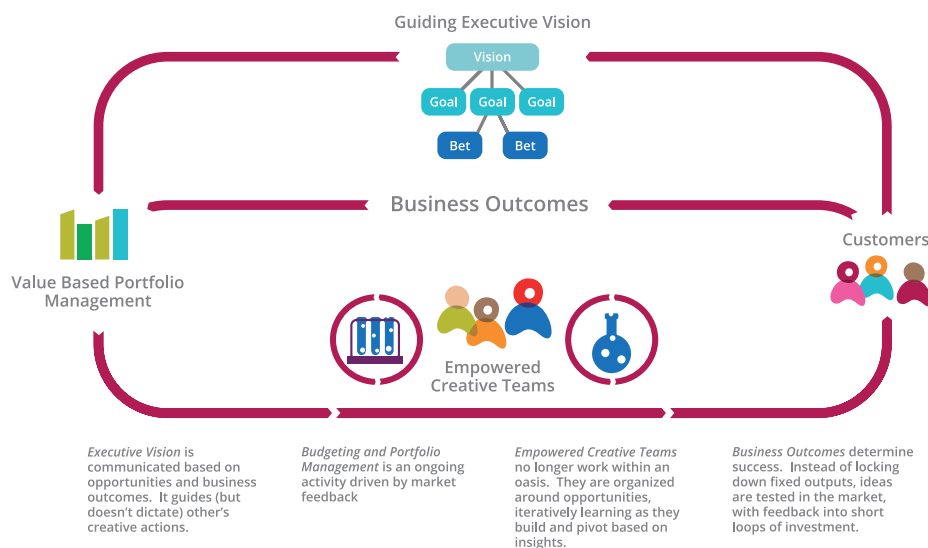 Guiding Executive Vision
Vision
Goal
Goal
Goal
Bet
Bet
Business Outcomes
Customers
Value Based Portfolio
Management
Empowered
Creative Teams
Executive Vision is
communicated based on
opportunities and business
outcomes.  It guides (but
doesn't dictate) other's
creative actions.
Budgeting and Portfolio
Management is an ongoing
activity driven by market
feedback
Empowered Creative Teams
no longer work within an
oasis.  They are organized
around opportunities,
iteratively learning as they
build and pivot based on
insights.
Business Outcomes determine
success.  Instead of locking
down fixed outputs, ideas
are tested in the market,
with feedback into short
loops of investment.